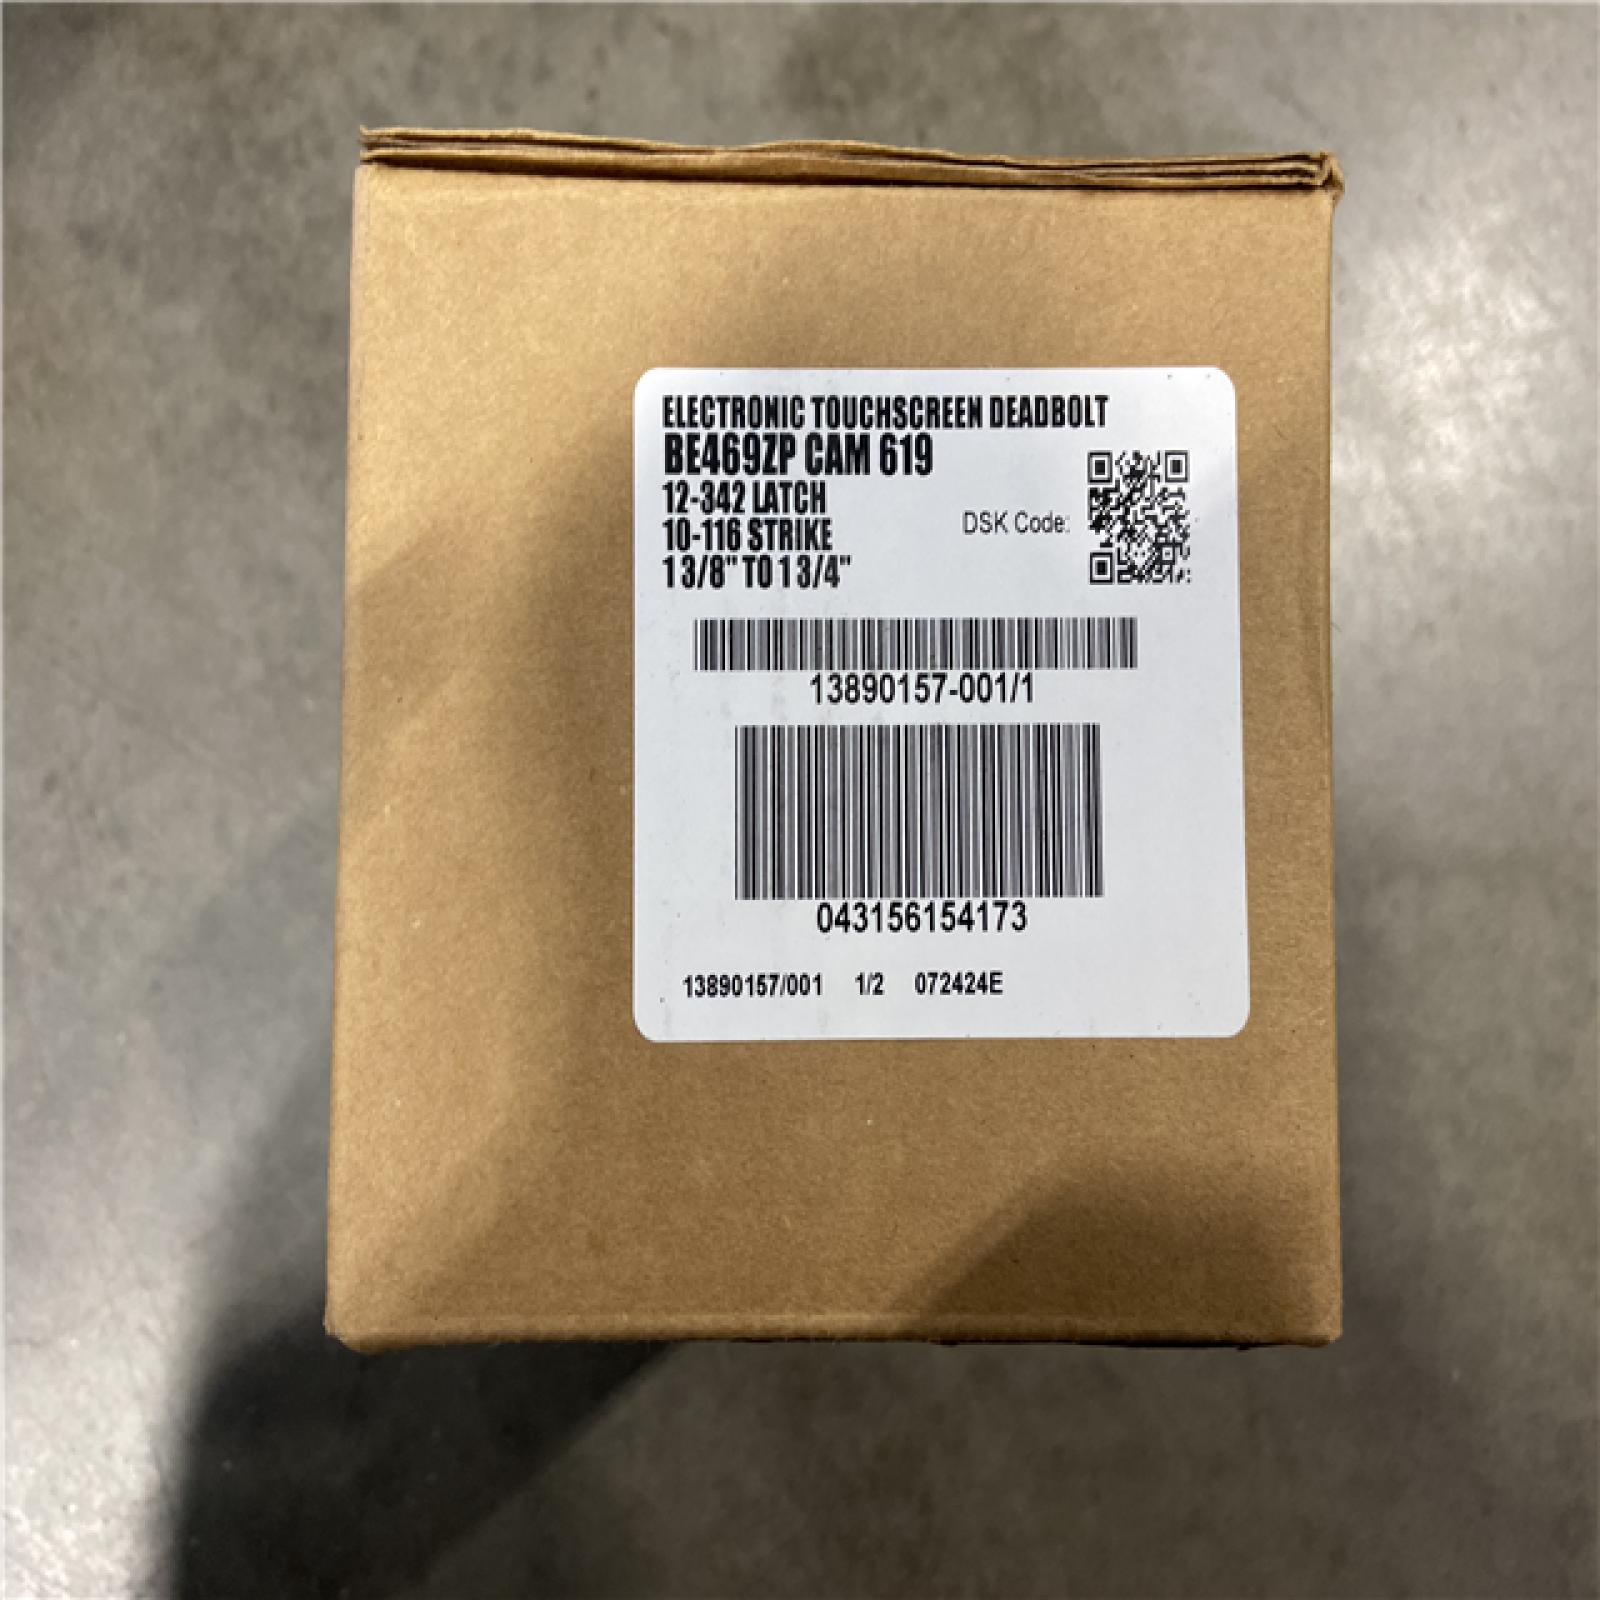 ELECTRONIC TOUCHSCREEN DEADBOLT
BE469ZP CAM 619
12-342 LATCH
10-116 STRIKE
1 3/8" TO 1 3/4"
DSK Code:
13890157-001/1
043156154173
13890157/001 1/2 072424E